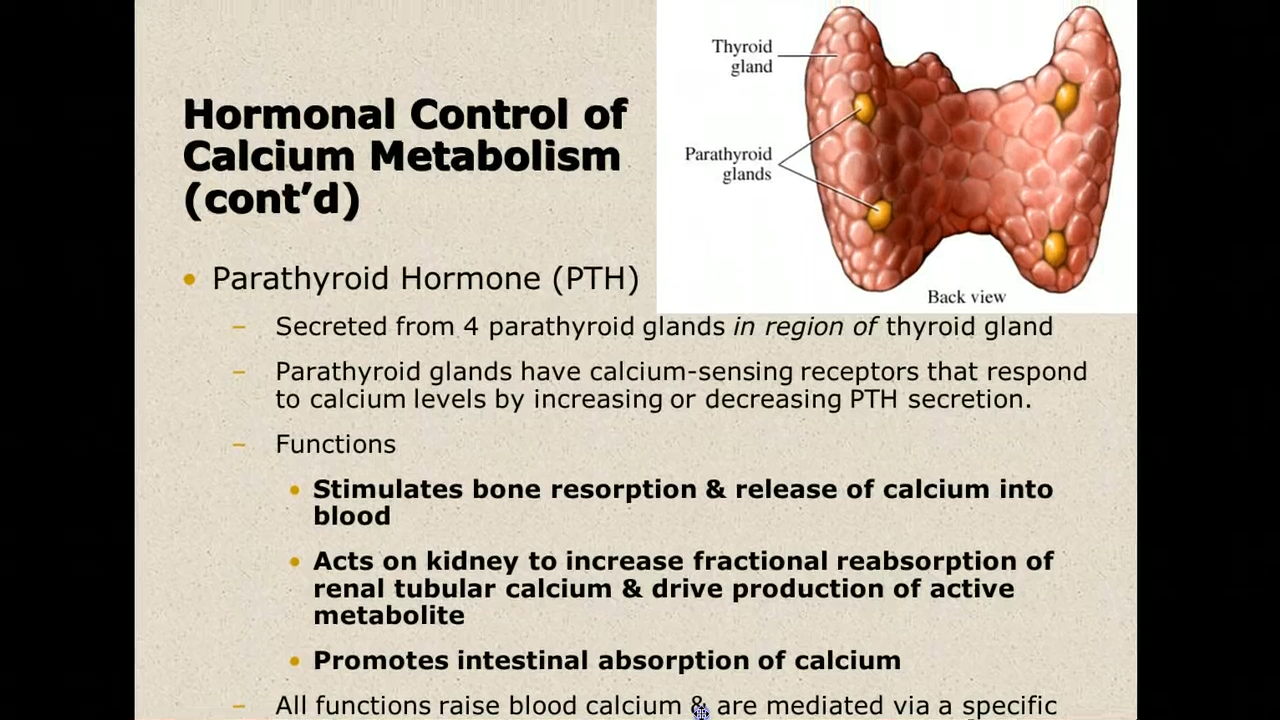 Thyroid
gland
Hormonal Control of
Calcium Metabolism
(cont’d)
Parathyroid
glands
Back view
• Parathyroid Hormone (PTH)
– Secreted from 4 parathyroid glands in region of thyroid gland
– Parathyroid glands have calcium-sensing receptors that respond
to calcium levels by increasing or decreasing PTH secretion.
– Functions
• Stimulates bone resorption & release of calcium into
blood
• Acts on kidney to increase fractional reabsorption of
renal tubular calcium & drive production of active
metabolite
• Promotes intestinal absorption of calcium
– All functions raise blood calcium & are mediated via a specific